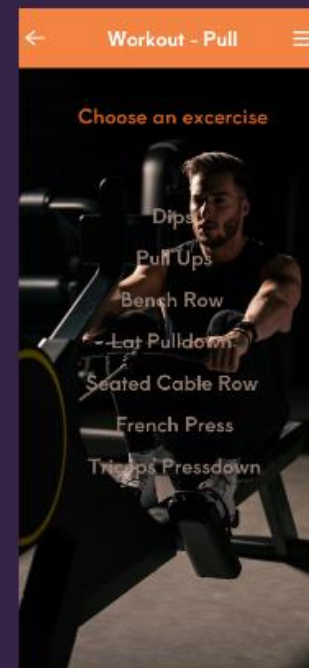 Workout - Pull
Choose an excercise
Dips
Pull Ups
Bench Row
Lat Pulldown
Seated Cable Row
French Press
Triceps Pressdown